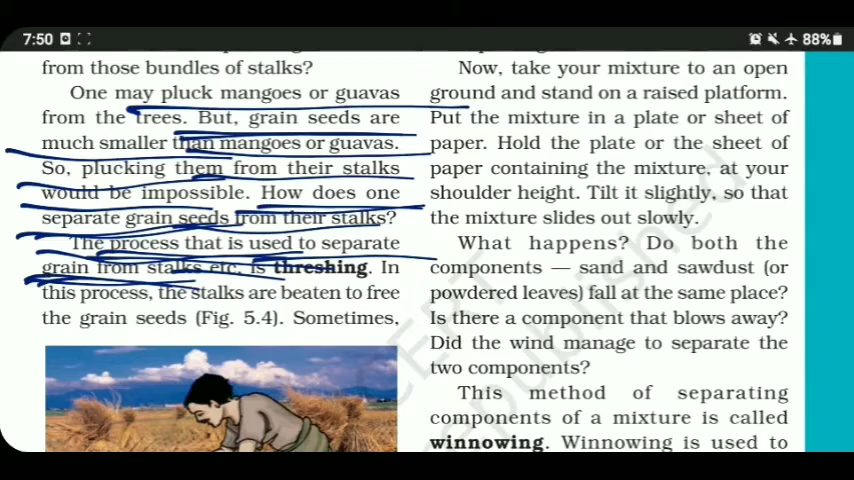 7:50
88%
from those bundles of stalks?
One may pluck mangoes or guavas
from the trees. But, grain seeds are
much smaller than mangoes or guavas.
So, plucking them from their stalks
would be impossible. How does one
separate grain seeds from their stalks?
The process that is used to separate
grain from stalks etc. is threshing. In
this process, the stalks are beaten to free
the grain seeds (Fig. 5.4). Sometimes,
Now, take your mixture to an open
ground and stand on a raised platform.
Put the mixture in a plate or sheet of
paper. Hold the plate or the sheet of
paper containing the mixture, at your
shoulder height. Tilt it slightly, so that
the mixture slides out slowly.
What happens? Do both the
components — sand and sawdust (or
powdered leaves) fall at the same place?
Is there a component that blows away?
Did the wind manage to separate the
two components?
This method of separating
components of a mixture is called
winnowing. Winnowing is used to